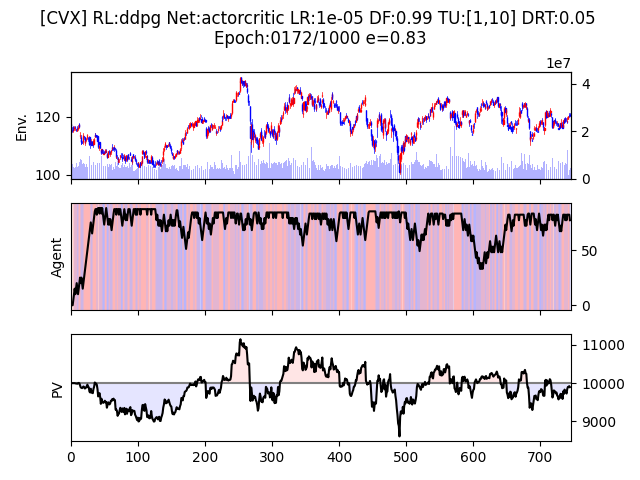 [CVX] RL:ddpg Net:actorcritic LR:1e-05 DF:0.99 TU:[1,10] DRT:0.05
Epoch:0172/1000 e=0.83
1e7
Env.
120
100
4
2
0
Agent
50
0
PV
11000
10000
9000
0 100 200 300 400 500 600 700